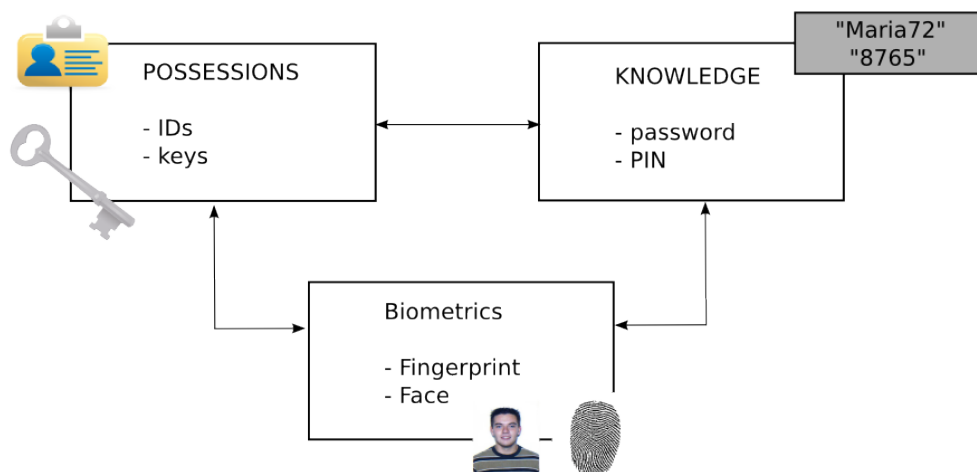 POSSESSIONS
- IDs
- keys
"Maria72"
"8765"
KNOWLEDGE
- password
- PIN
Biometrics
- Fingerprint
- Face